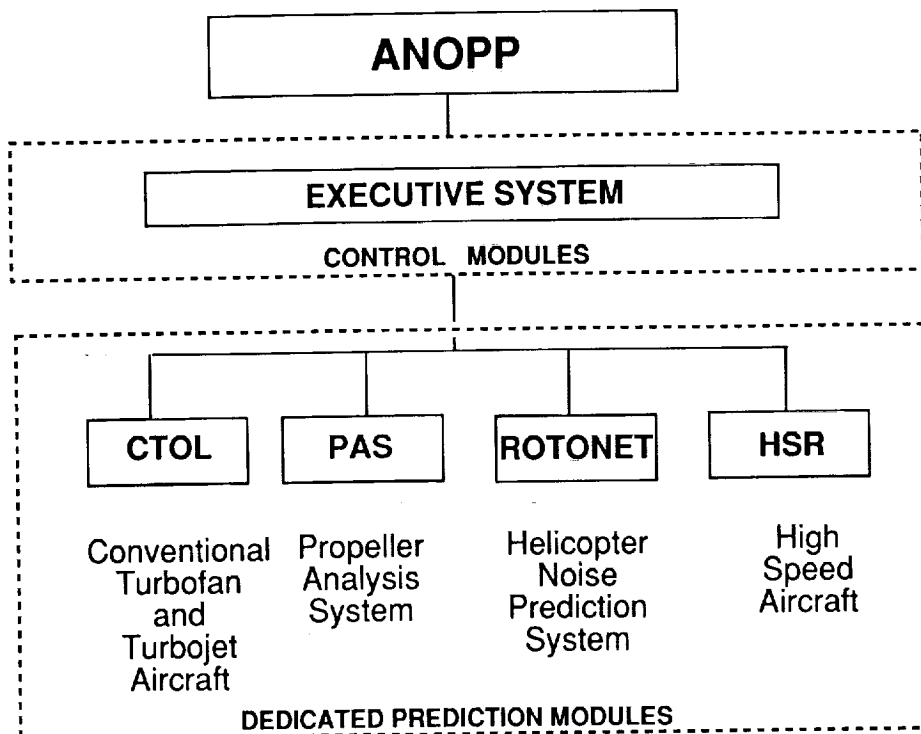 ANOPP
EXECUTIVE SYSTEM
CONTROL MODULES
CTOL
PAS
ROTONET
HSR
Conventional
Turbofan
and
Turbojet
Aircraft
Propeller
Analysis
System
Helicopter
Noise
Prediction
System
High
Speed
Aircraft
DEDICATED PREDICTION MODULES